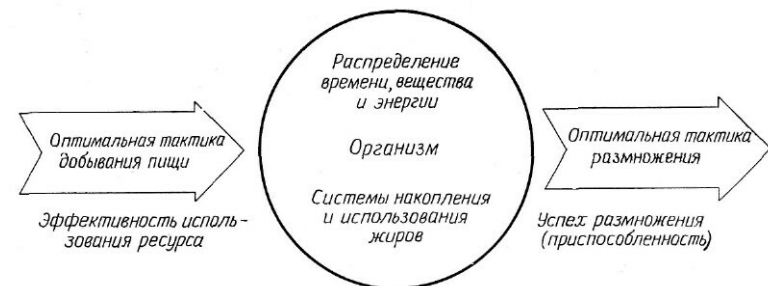 Оптимальная тактика
добывания пищи
Эффективность исполь-
зования ресурса
Распределение
времени, вещества
и энергии
Организм
Системы накопления
и использования
жиров
Оптимальная тактика
размножения
Успех размножения
(приспособленность)